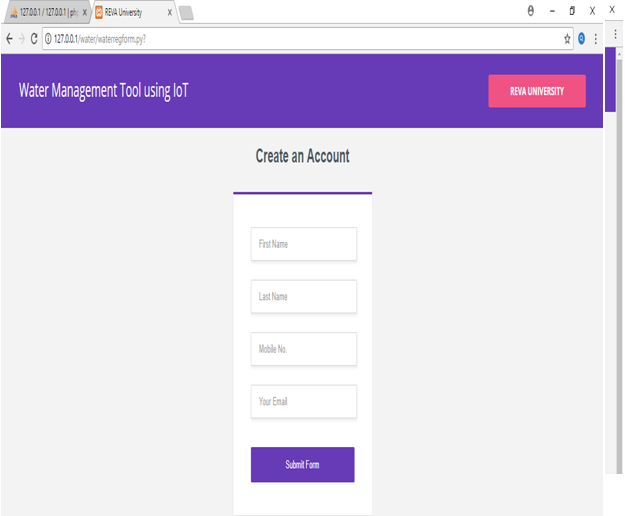 127.0.0.1 / 127.0.0.1 | php
REVA University
127.0.0.1/water/waterregform.py?
Water Management Tool using IoT
REVA UNIVERSITY
Create an Account
First Name
Last Name
Mobile No.
Your Email
Submit Form